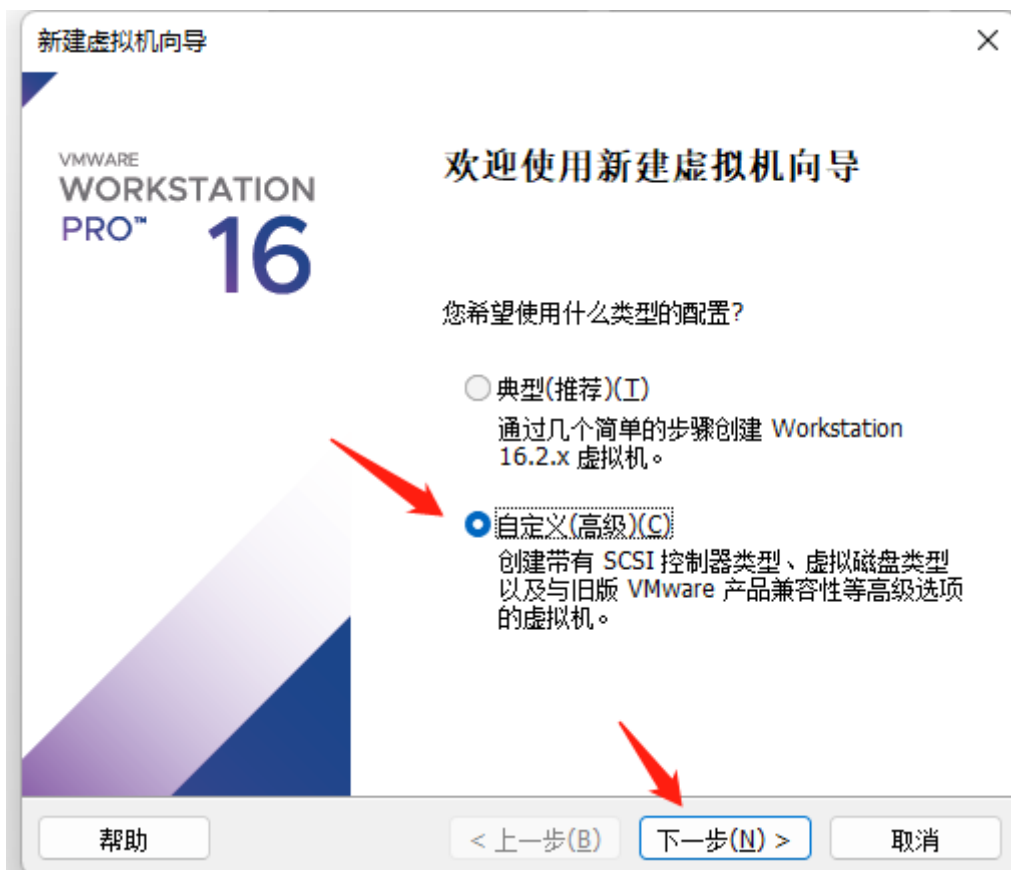 新建虚拟机向导
VMWARE
WORKSTATION
PRO™ 16
欢迎使用新建虚拟机向导
您希望使用什么类型的配置?
典型(推荐)(T)
通过几个简单的步骤创建 Workstation
16.2.x 虚拟机。
自定义(高级)(C)
创建带有 SCSI 控制器类型、虚拟磁盘类型
以及与旧版 VMware 产品兼容性等高级选项
的虚拟机。
帮助
< 上一步(B)
下一步(N) >
取消